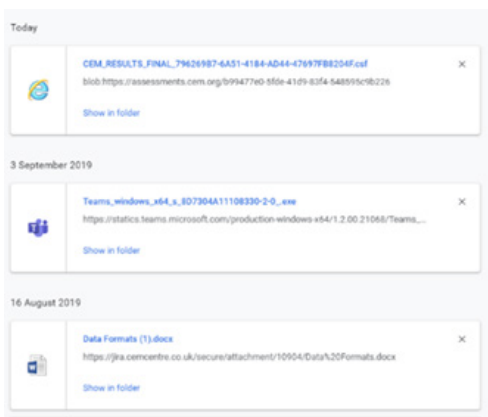 Today
CEM_RESULTS_FINAL_79626987-6A51-4184-AD44-47697FB8204F.csf
blob:https://assessments.cem.org/b99477e0-5fde-41d9-83f4-548595c9b226
Show in folder
3 September 2019
Teams_windows_x64_s_8D7304A11108330-2-0_.exe
https://statics.teams.microsoft.com/production-windows-x64/1.2.00.21068/Teams_...
Show in folder
16 August 2019
Data Formats (1).docx
https://jira.cemcentre.co.uk/secure/attachment/10904/Data%20Formats.docx
Show in folder